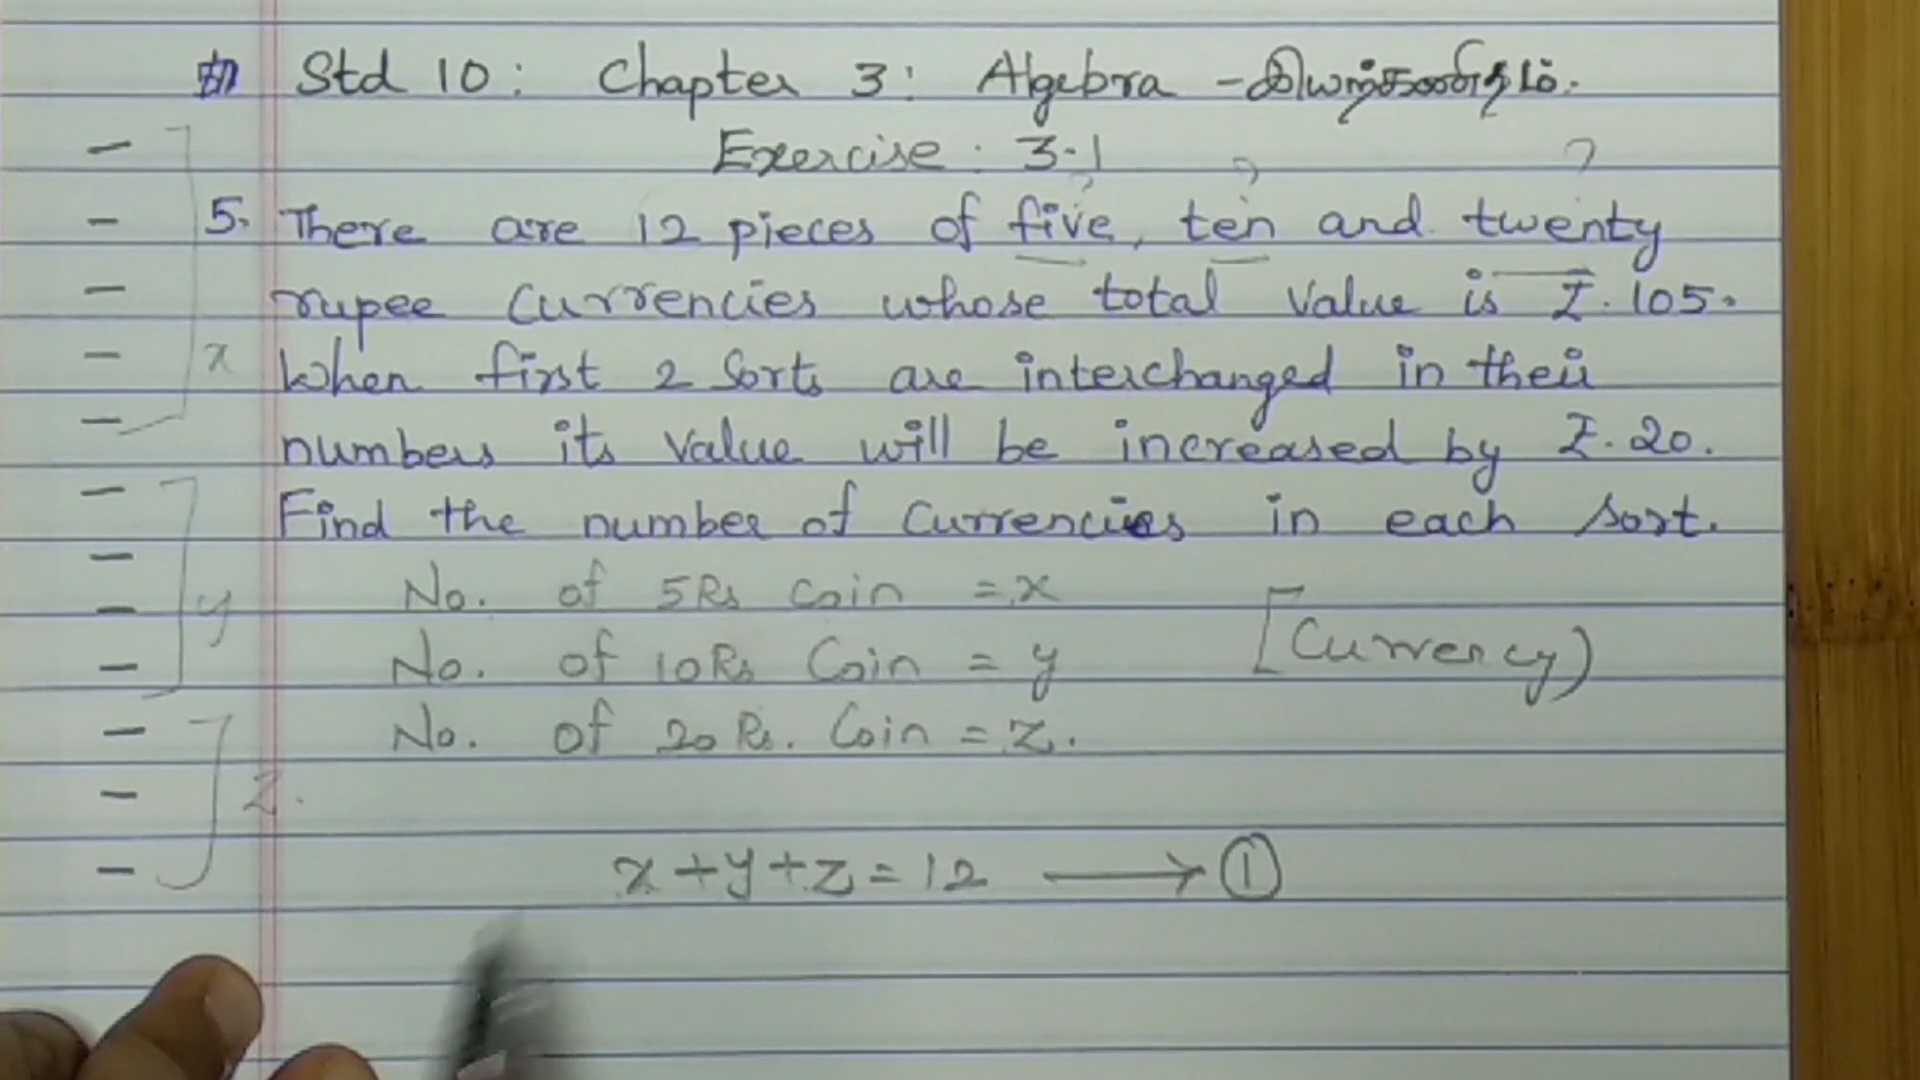 Std 10: Chapter 3: Algebra - இயற்கணிதம்.
Exercise: 3.1
5. There are 12 pieces of five, ten and twenty
rupee currencies whose total value is ₹.105.
When first 2 sorts are interchanged in their
numbers its value will be increased by ₹.20.
Find the number of currencies in each sort.
No. of 5Rs Coin = x
No. of 10Rs Coin = y
[Currency)
No. of 20 Rs. Coin = z.
x
y
z.
x+y+z=12 → ①